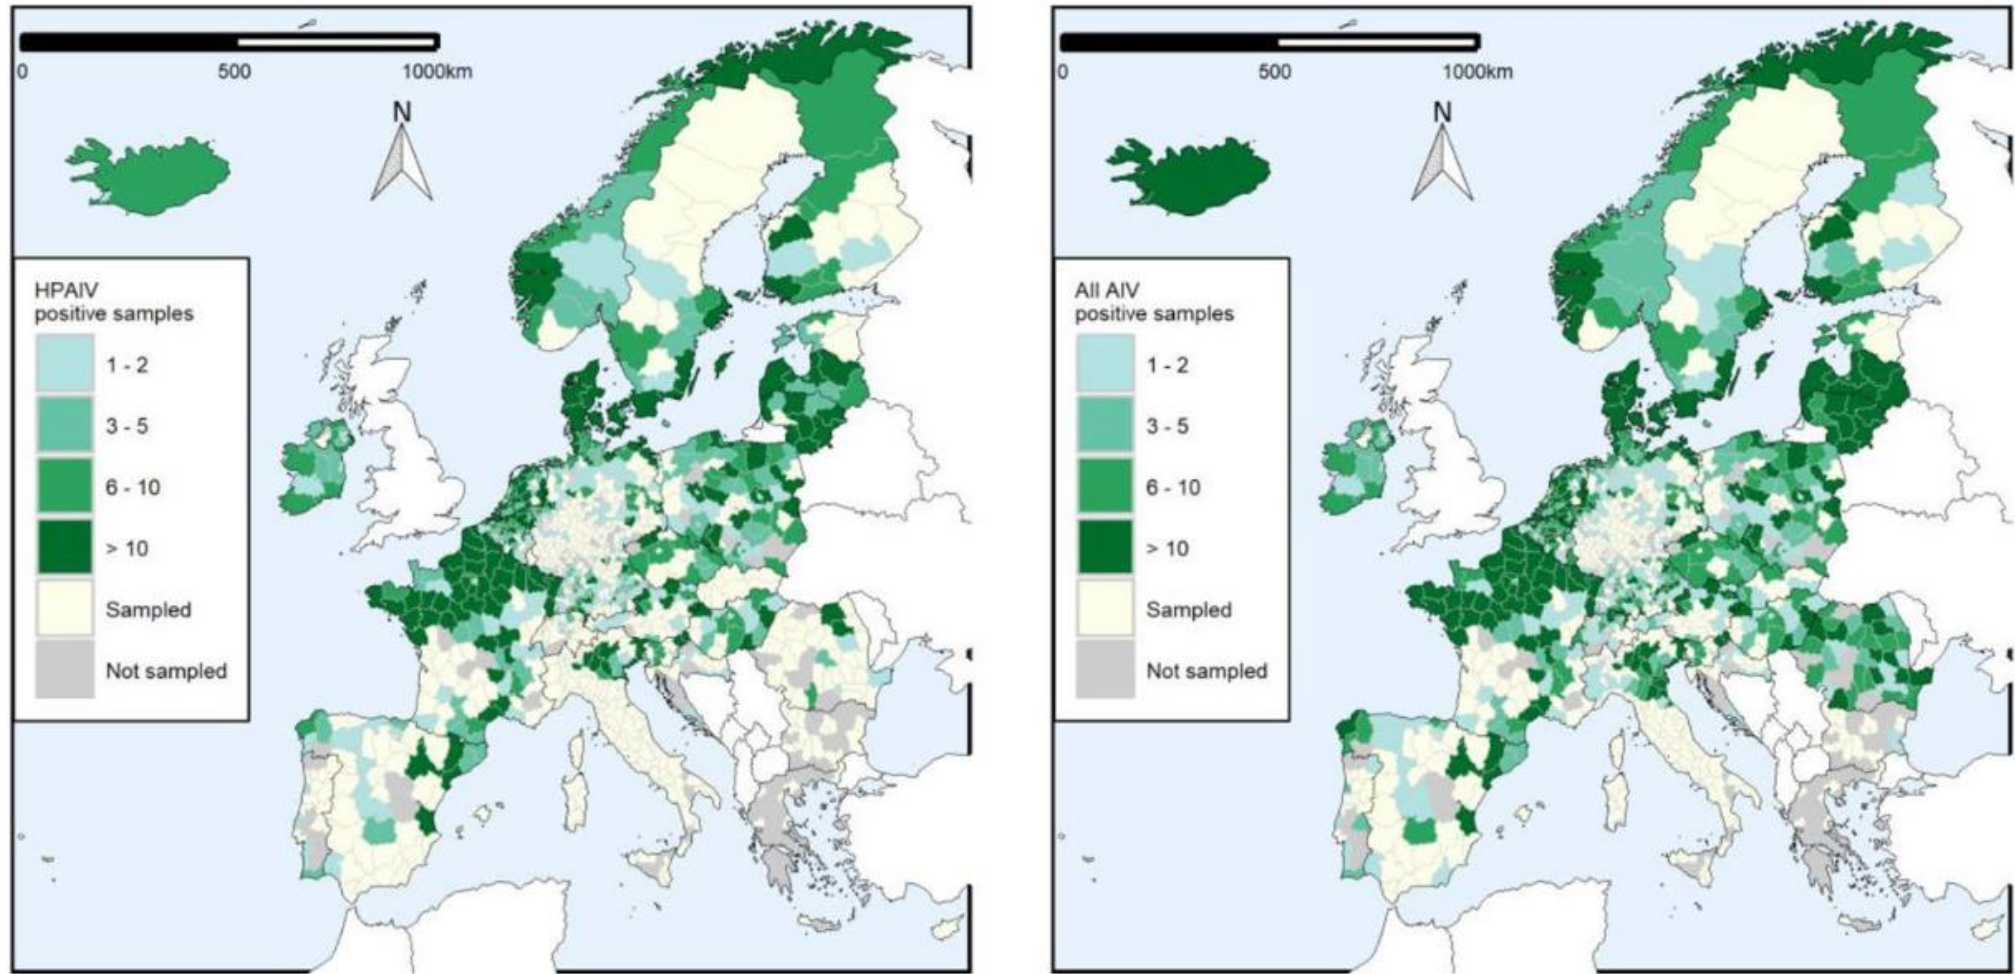 0 500 1000km
N
HPAIV
positive samples
1 - 2
3 - 5
6 - 10
> 10
Sampled
Not sampled
0 500 1000km
N
All AIV
positive samples
1 - 2
3 - 5
6 - 10
> 10
Sampled
Not sampled